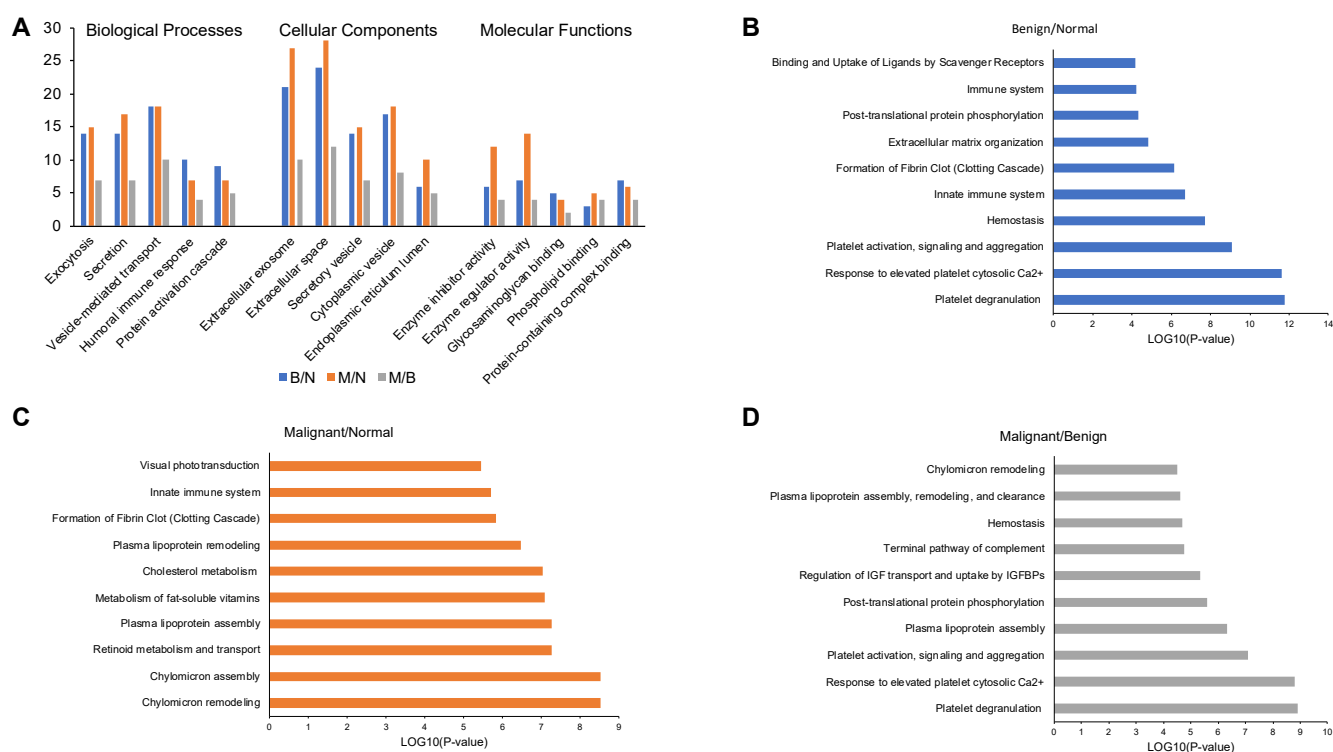 A
Biological Processes
Cellular Components
Molecular Functions
30
25
20
15
10
5
0
Exocytosis
Secretion
Vesicle-mediated transport
Humoral immune response
Protein activation cascade
Extracellular exosome
Extracellular space
Secretory vesicle
Cytoplasmic vesicle
Endoplasmic reticulum lumen
Enzyme inhibitor activity
Enzyme regulator activity
Glycosaminoglycan binding
Phospholipid binding
Protein-containing complex binding
B/N M/N M/B
B
Benign/Normal
Binding and Uptake of Ligands by Scavenger Receptors
Immune system
Post-translational protein phosphorylation
Extracellular matrix organization
Formation of Fibrin Clot (Clotting Cascade)
Innate immune system
Hemostasis
Platelet activation, signaling and aggregation
Response to elevated platelet cytosolic Ca2+
Platelet degranulation
0 2 4 6 8 10 12 14
LOG10(P-value)
C
Malignant/Normal
Visual phototransduction
Innate immune system
Formation of Fibrin Clot (Clotting Cascade)
Plasma lipoprotein remodeling
Cholesterol metabolism
Metabolism of fat-soluble vitamins
Plasma lipoprotein assembly
Retinoid metabolism and transport
Chylomicron assembly
Chylomicron remodeling
0 1 2 3 4 5 6 7 8 9
LOG10(P-value)
D
Malignant/Benign
Chylomicron remodeling
Plasma lipoprotein assembly, remodeling, and clearance
Hemostasis
Terminal pathway of complement
Regulation of IGF transport and uptake by IGFBPs
Post-translational protein phosphorylation
Plasma lipoprotein assembly
Platelet activation, signaling and aggregation
Response to elevated platelet cytosolic Ca2+
Platelet degranulation
0 1 2 3 4 5 6 7 8 9 10
LOG10(P-value)